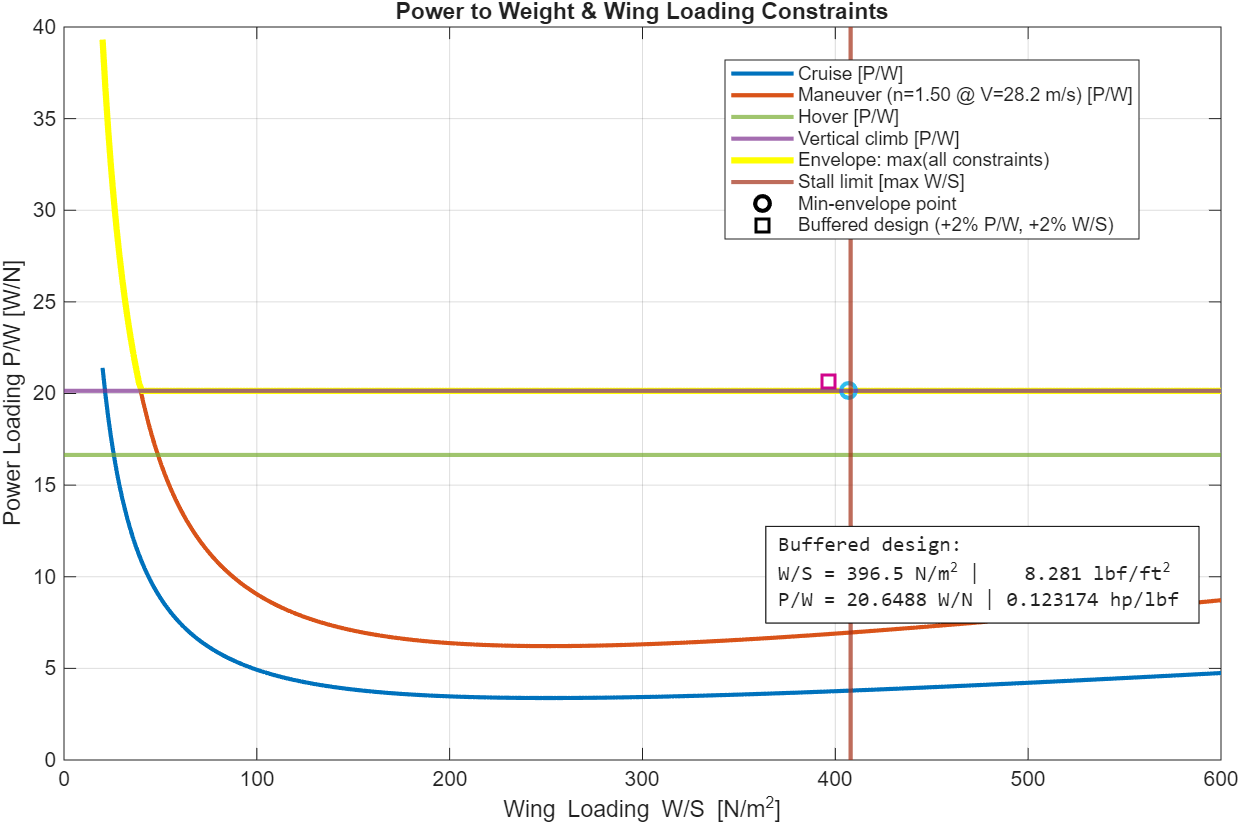 Power to Weight & Wing Loading Constraints
Power Loading P/W [W/N]
40
35
30
25
20
15
10
5
0
Cruise [P/W]
Maneuver (n=1.50 @ V=28.2 m/s) [P/W]
Hover [P/W]
Vertical climb [P/W]
Envelope: max(all constraints)
Stall limit [max W/S]
Min-envelope point
Buffered design (+2% P/W, +2% W/S)
Buffered design:
W/S = 396.5 N/m² | 8.281 lbf/ft²
P/W = 20.6488 W/N | 0.123174 hp/lbf
0 100 200 300 400 500 600
Wing Loading W/S [N/m²]